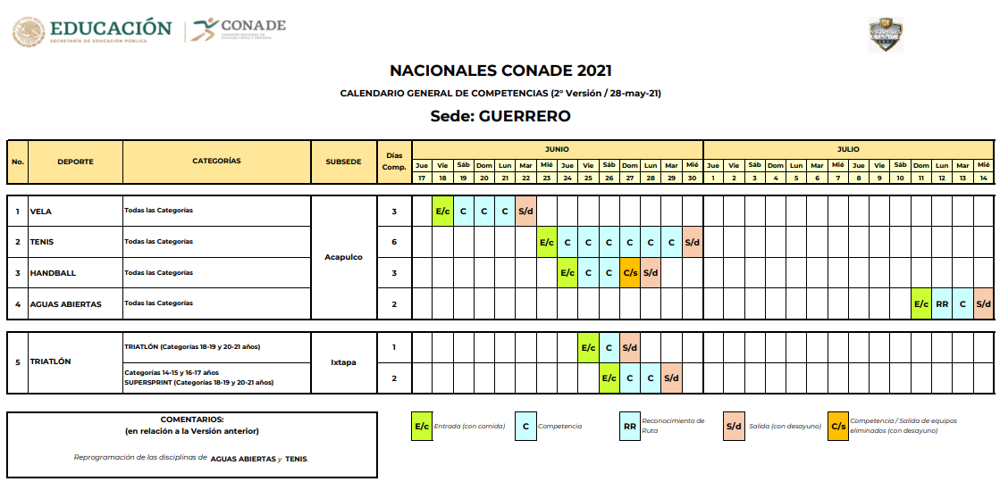 EDUCACIÓN
SECRETARÍA DE EDUCACIÓN PÚBLICA
CONADE
COMISIÓN NACIONAL DE
CULTURA FÍSICA Y DEPORTE
NACIONALES CONADE 2021
CALENDARIO GENERAL DE COMPETENCIAS (2° Versión / 28-may-21)
Sede: GUERRERO
No. DEPORTE CATEGORÍAS SUBSEDE Días Comp. JUNIO JULIO
Jue Vie Sáb Dom Lun Mar Mié Jue Vie Sáb Dom Lun Mar Mié Jue Vie Sáb Dom Lun Mar Mié Jue Vie Sáb Dom Lun Mar Mié
17 18 19 20 21 22 23 24 25 26 27 28 29 30 1 2 3 4 5 6 7 8 9 10 11 12 13 14
1 VELA Todas las Categorías 3 E/c C C C S/d
2 TENIS Todas las Categorías 6 E/c C C C C C C S/d
Acapulco
3 HANDBALL Todas las Categorías 3 E/c C C C/s S/d
4 AGUAS ABIERTAS Todas las Categorías 2 E/c RR C S/d
5 TRIATLÓN TRIATLÓN (Categorías 18-19 y 20-21 años) Ixtapa 1 E/c C S/d
Categorías 14-15 y 16-17 años
SUPERSPRINT (Categorías 18-19 y 20-21 años) 2 E/c C C S/d
COMENTARIOS:
(en relación a la Versión anterior)
Reprogramación de las disciplinas de AGUAS ABIERTAS y TENIS.
E/c Entrada (con comida)
C Competencia
RR Reconocimiento de
Ruta
S/d Salida (con desayuno)
C/s Competencia / Salida de equipos
eliminados (con desayuno)